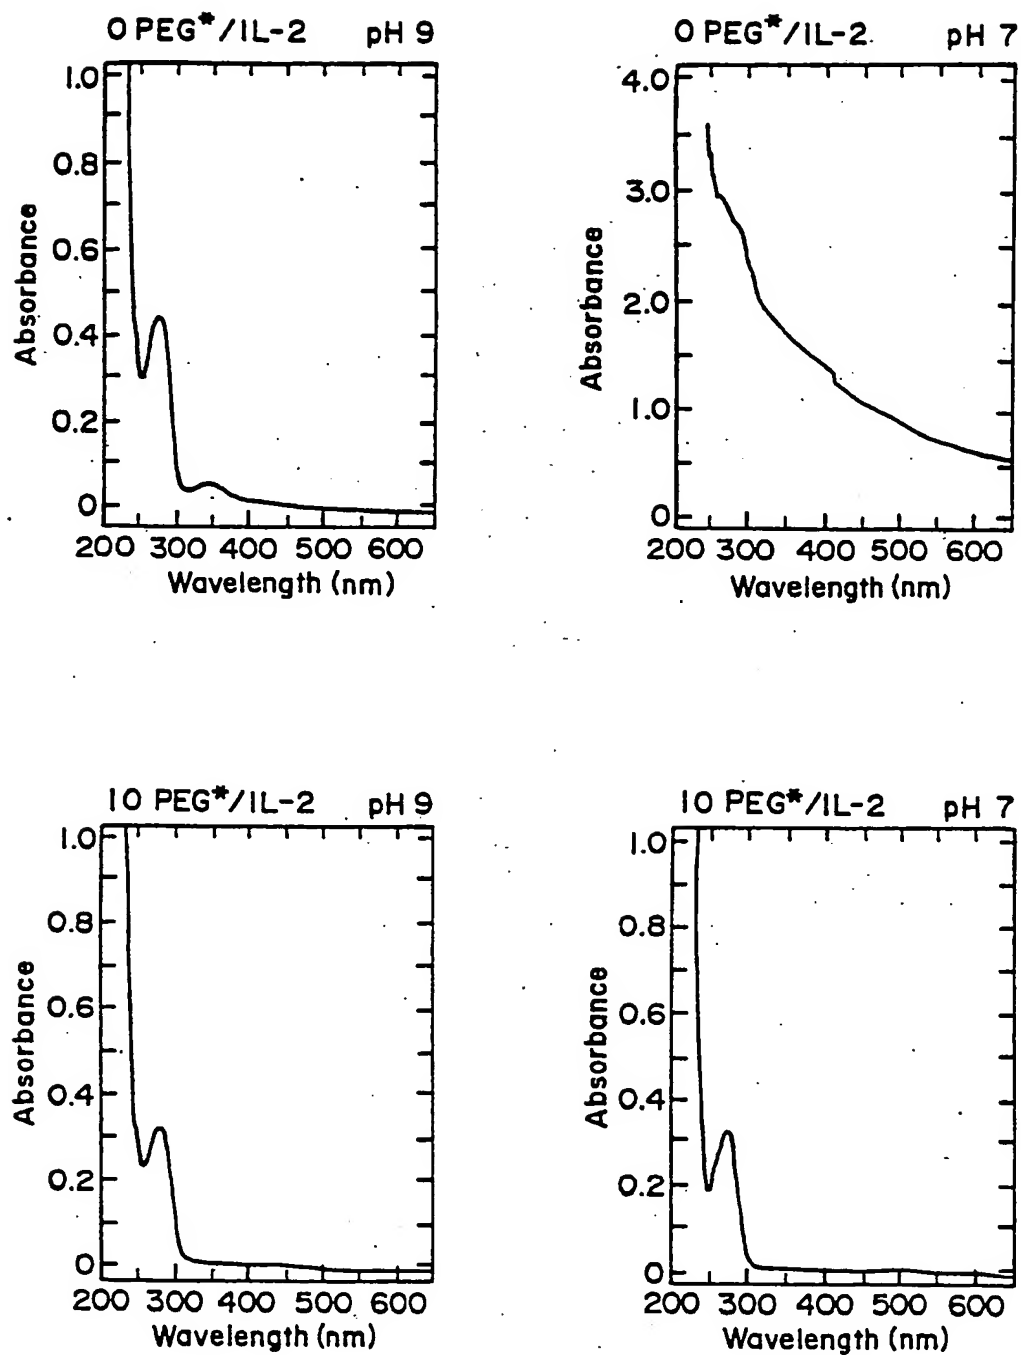 0 PEG*/IL-2 pH 9
1.0
0.8
0.6
0.4
0.2
0
Absorbance
200 300 400 500 600
Wavelength (nm)
0 PEG*/IL-2 pH 7
4.0
3.0
2.0
1.0
0
Absorbance
200 300 400 500 600
Wavelength (nm)
10 PEG*/IL-2 pH 9
1.0
0.8
0.6
0.4
0.2
0
Absorbance
200 300 400 500 600
Wavelength (nm)
10 PEG*/IL-2 pH 7
1.0
0.8
0.6
0.4
0.2
0
Absorbance
200 300 400 500 600
Wavelength (nm)